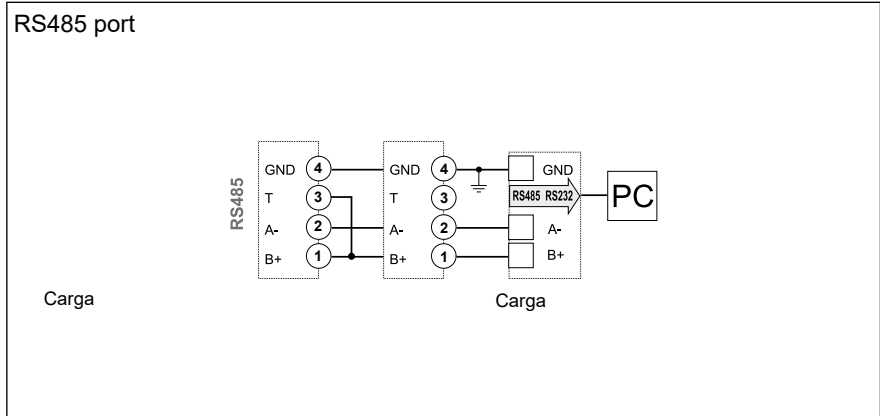 RS485 port
RS485
GND 4 GND 4 GND
T 3 T 3 RS485 RS232 PC
A- 2 A- 2 A-
B+ 1 B+ 1 B+
Carga Carga